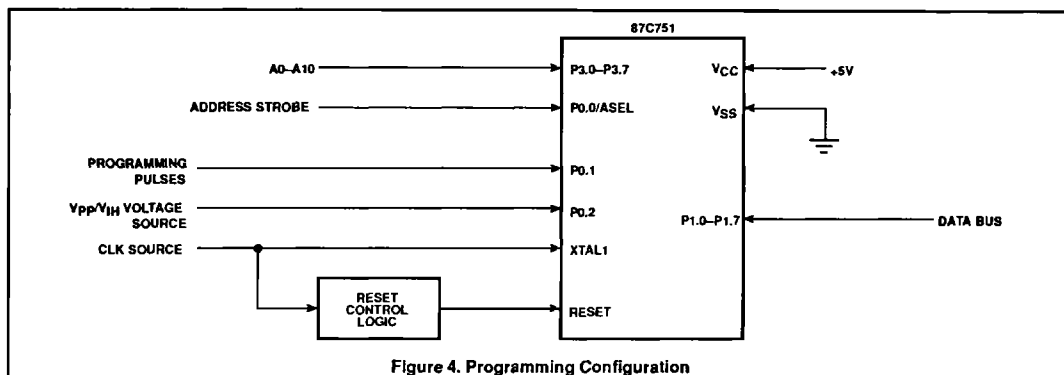 87C751
A0–A10
P3.0–P3.7
VCC
+5V
ADDRESS STROBE
P0.0/ASEL
VSS
PROGRAMMING
PULSES
P0.1
VPP/VIH VOLTAGE
SOURCE
P0.2
P1.0–P1.7
DATA BUS
CLK SOURCE
XTAL1
RESET
CONTROL
LOGIC
RESET
Figure 4. Programming Configuration